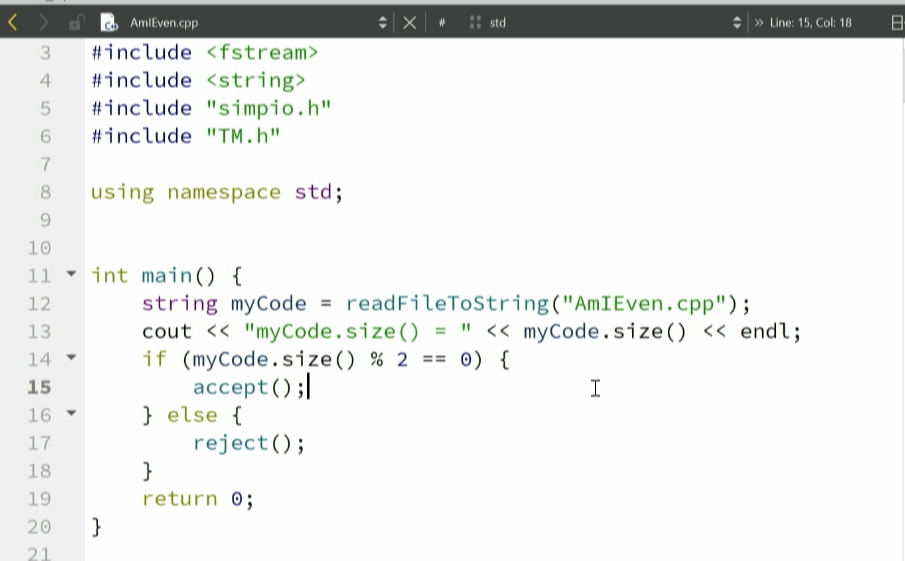 AmIEven.cpp # std » Line: 15, Col: 18
3 #include <fstream>
4 #include <string>
5 #include "simpio.h"
6 #include "TM.h"
7
8 using namespace std;
9
10
11 int main() {
12 string myCode = readFileToString("AmIEven.cpp");
13 cout << "myCode.size() = " << myCode.size() << endl;
14 if (myCode.size() % 2 == 0) {
15 accept();
16 } else {
17 reject();
18 }
19 return 0;
20 }
21